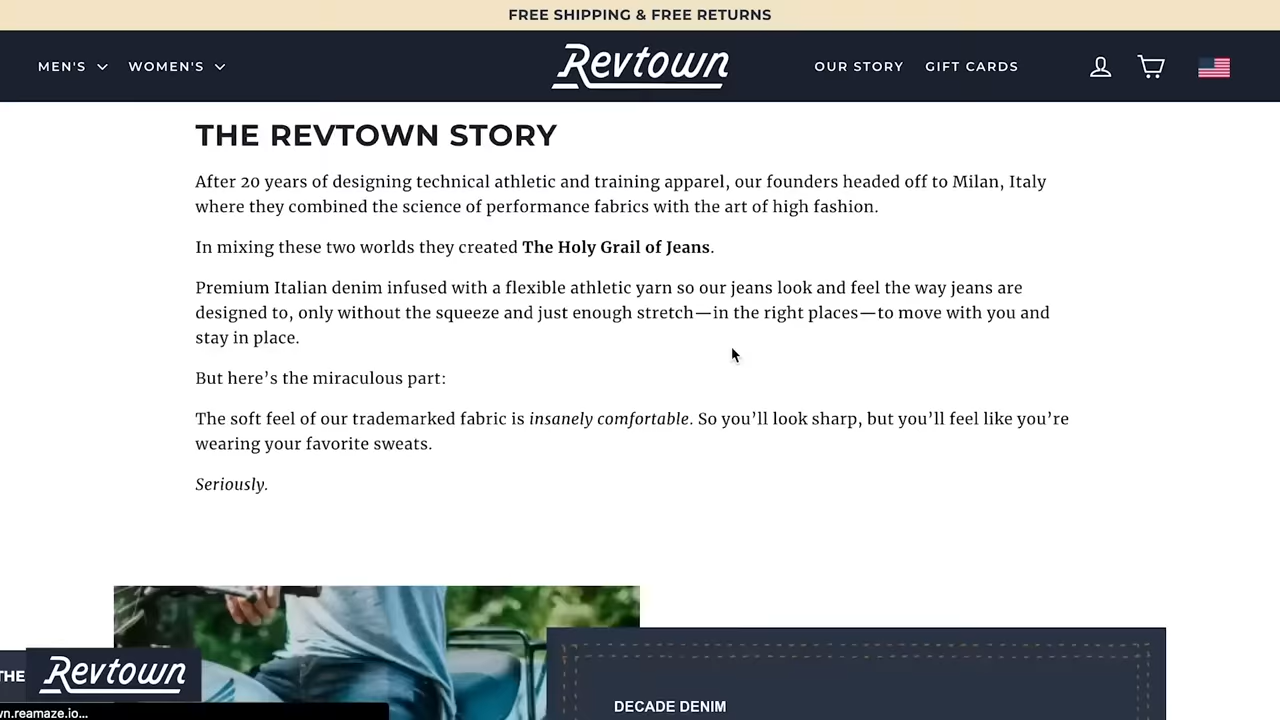 FREE SHIPPING & FREE RETURNS
MEN'S WOMEN'S Revtown OUR STORY GIFT CARDS
THE REVTOWN STORY
After 20 years of designing technical athletic and training apparel, our founders headed off to Milan, Italy
where they combined the science of performance fabrics with the art of high fashion.
In mixing these two worlds they created The Holy Grail of Jeans.
Premium Italian denim infused with a flexible athletic yarn so our jeans look and feel the way jeans are
designed to, only without the squeeze and just enough stretch—in the right places—to move with you and
stay in place.
But here’s the miraculous part:
The soft feel of our trademarked fabric is insanely comfortable. So you’ll look sharp, but you’ll feel like you’re
wearing your favorite sweats.
Seriously.
THE Revtown
DECADE DENIM
wn.reamaze.io...